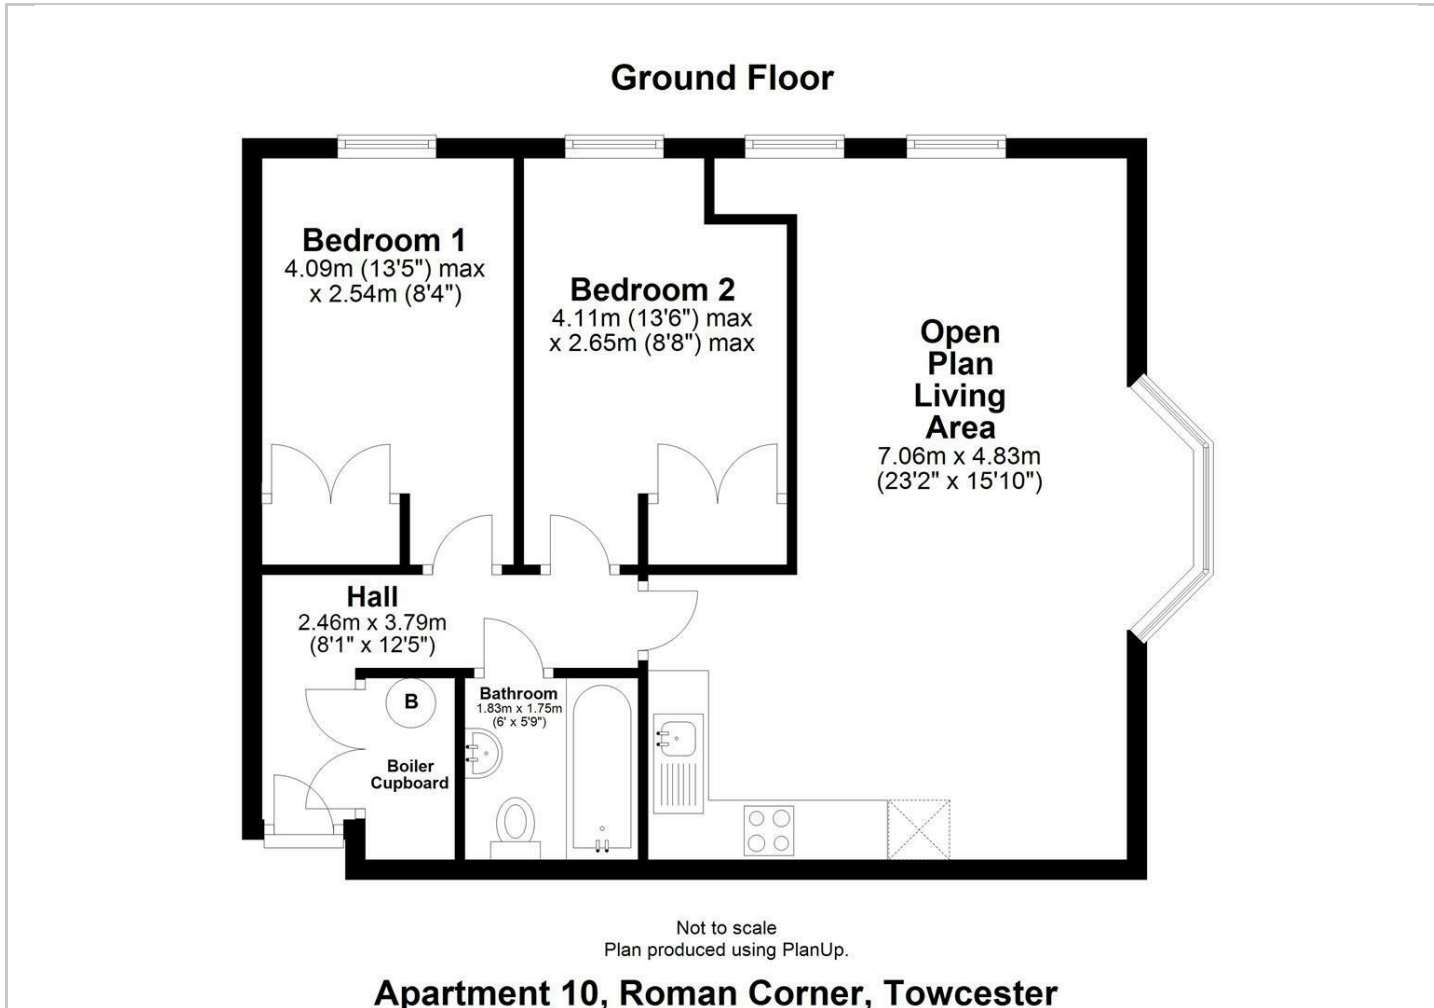 Ground Floor
Bedroom 1
4.09m (13'5") max
x 2.54m (8'4")
Bedroom 2
4.11m (13'6") max
x 2.65m (8'8") max
Open
Plan
Living
Area
7.06m x 4.83m
(23'2" x 15'10")
Hall
2.46m x 3.79m
(8'1" x 12'5")
B
Boiler
Cupboard
Bathroom
1.83m x 1.75m
(6' x 5'9")
Not to scale
Plan produced using PlanUp.
Apartment 10, Roman Corner, Towcester